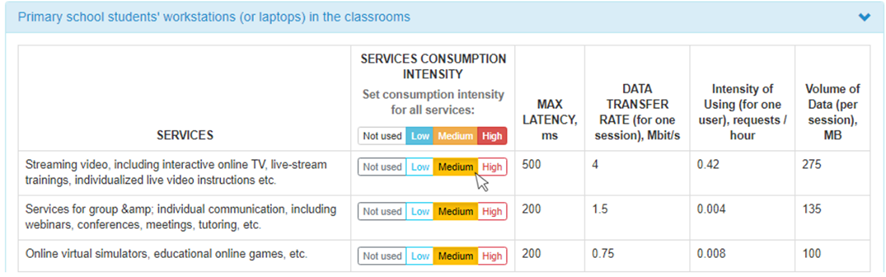 Primary school students' workstations (or laptops) in the classrooms
SERVICES
SERVICES CONSUMPTION
INTENSITY
Set consumption intensity
for all services:
Not used Low Medium High
MAX
LATENCY,
ms
DATA
TRANSFER
RATE (for one
session), Mbit/s
Intensity of
Using (for one
user), requests /
hour
Volume of
Data (per
session),
MB
Streaming video, including interactive online TV, live-stream
trainings, individualized live video instructions etc.
Not used Low Medium High
500
4
0.42
275
Services for group &amp; individual communication, including
webinars, conferences, meetings, tutoring, etc.
Not used Low Medium High
200
1.5
0.004
135
Online virtual simulators, educational online games, etc.
Not used Low Medium High
200
0.75
0.008
100